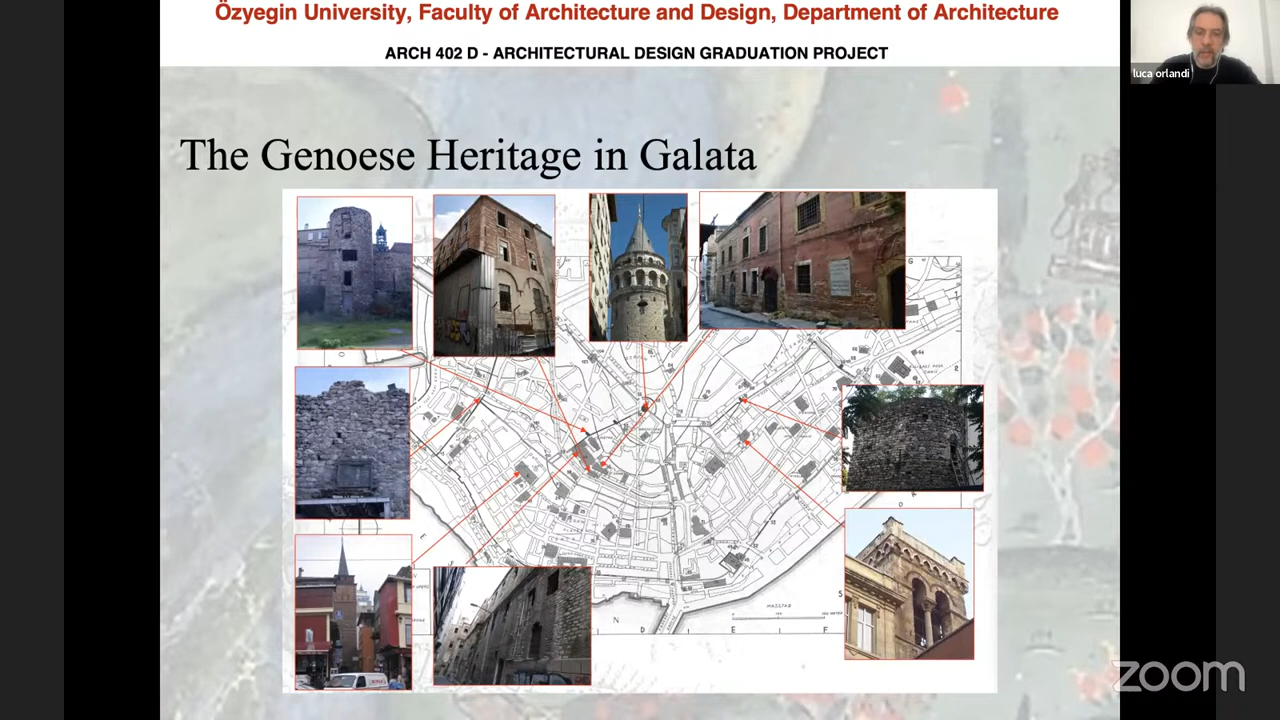 Özyegin University, Faculty of Architecture and Design, Department of Architecture
ARCH 402 D - ARCHITECTURAL DESIGN GRADUATION PROJECT
luca orlandi
The Genoese Heritage in Galata
G
E
N D E F
S
O
zoom